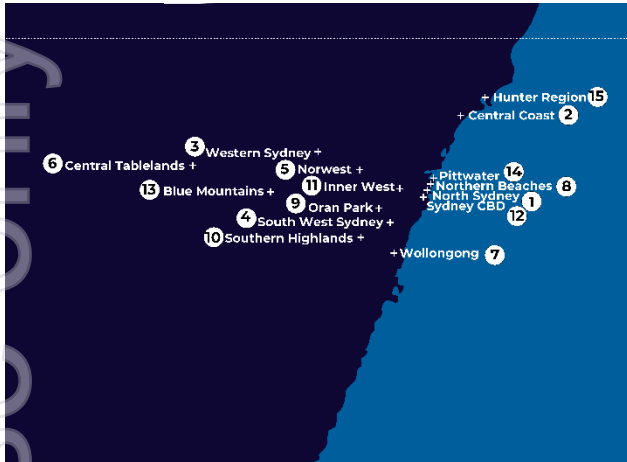 + Hunter Region 15
+ Central Coast 2
3 Western Sydney +
6 Central Tablelands +
5 Norwest +
+ Pittwater 14
13 Blue Mountains +
11 Inner West +
+ Northern Beaches 8
+ North Sydney 1
9 Oran Park +
Sydney CBD 12
4 South West Sydney +
10 Southern Highlands +
+ Wollongong 7